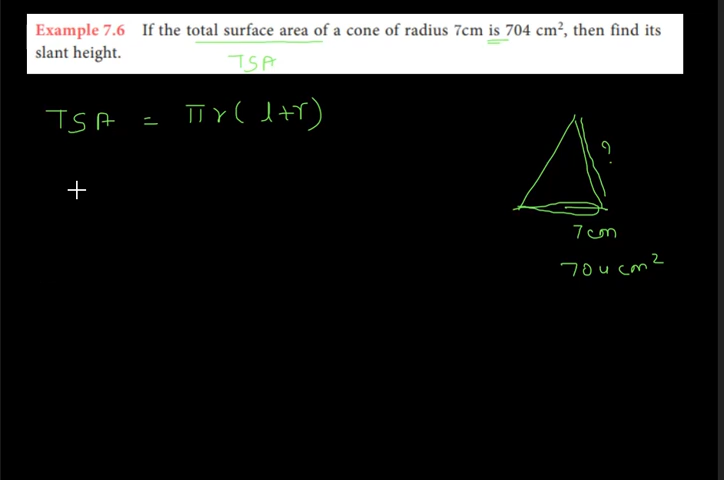 Example 7.6 If the total surface area of a cone of radius 7cm is 704 cm², then find its
slant height.
TSA
TSA = πr(l+r)
?
7cm
704 cm²